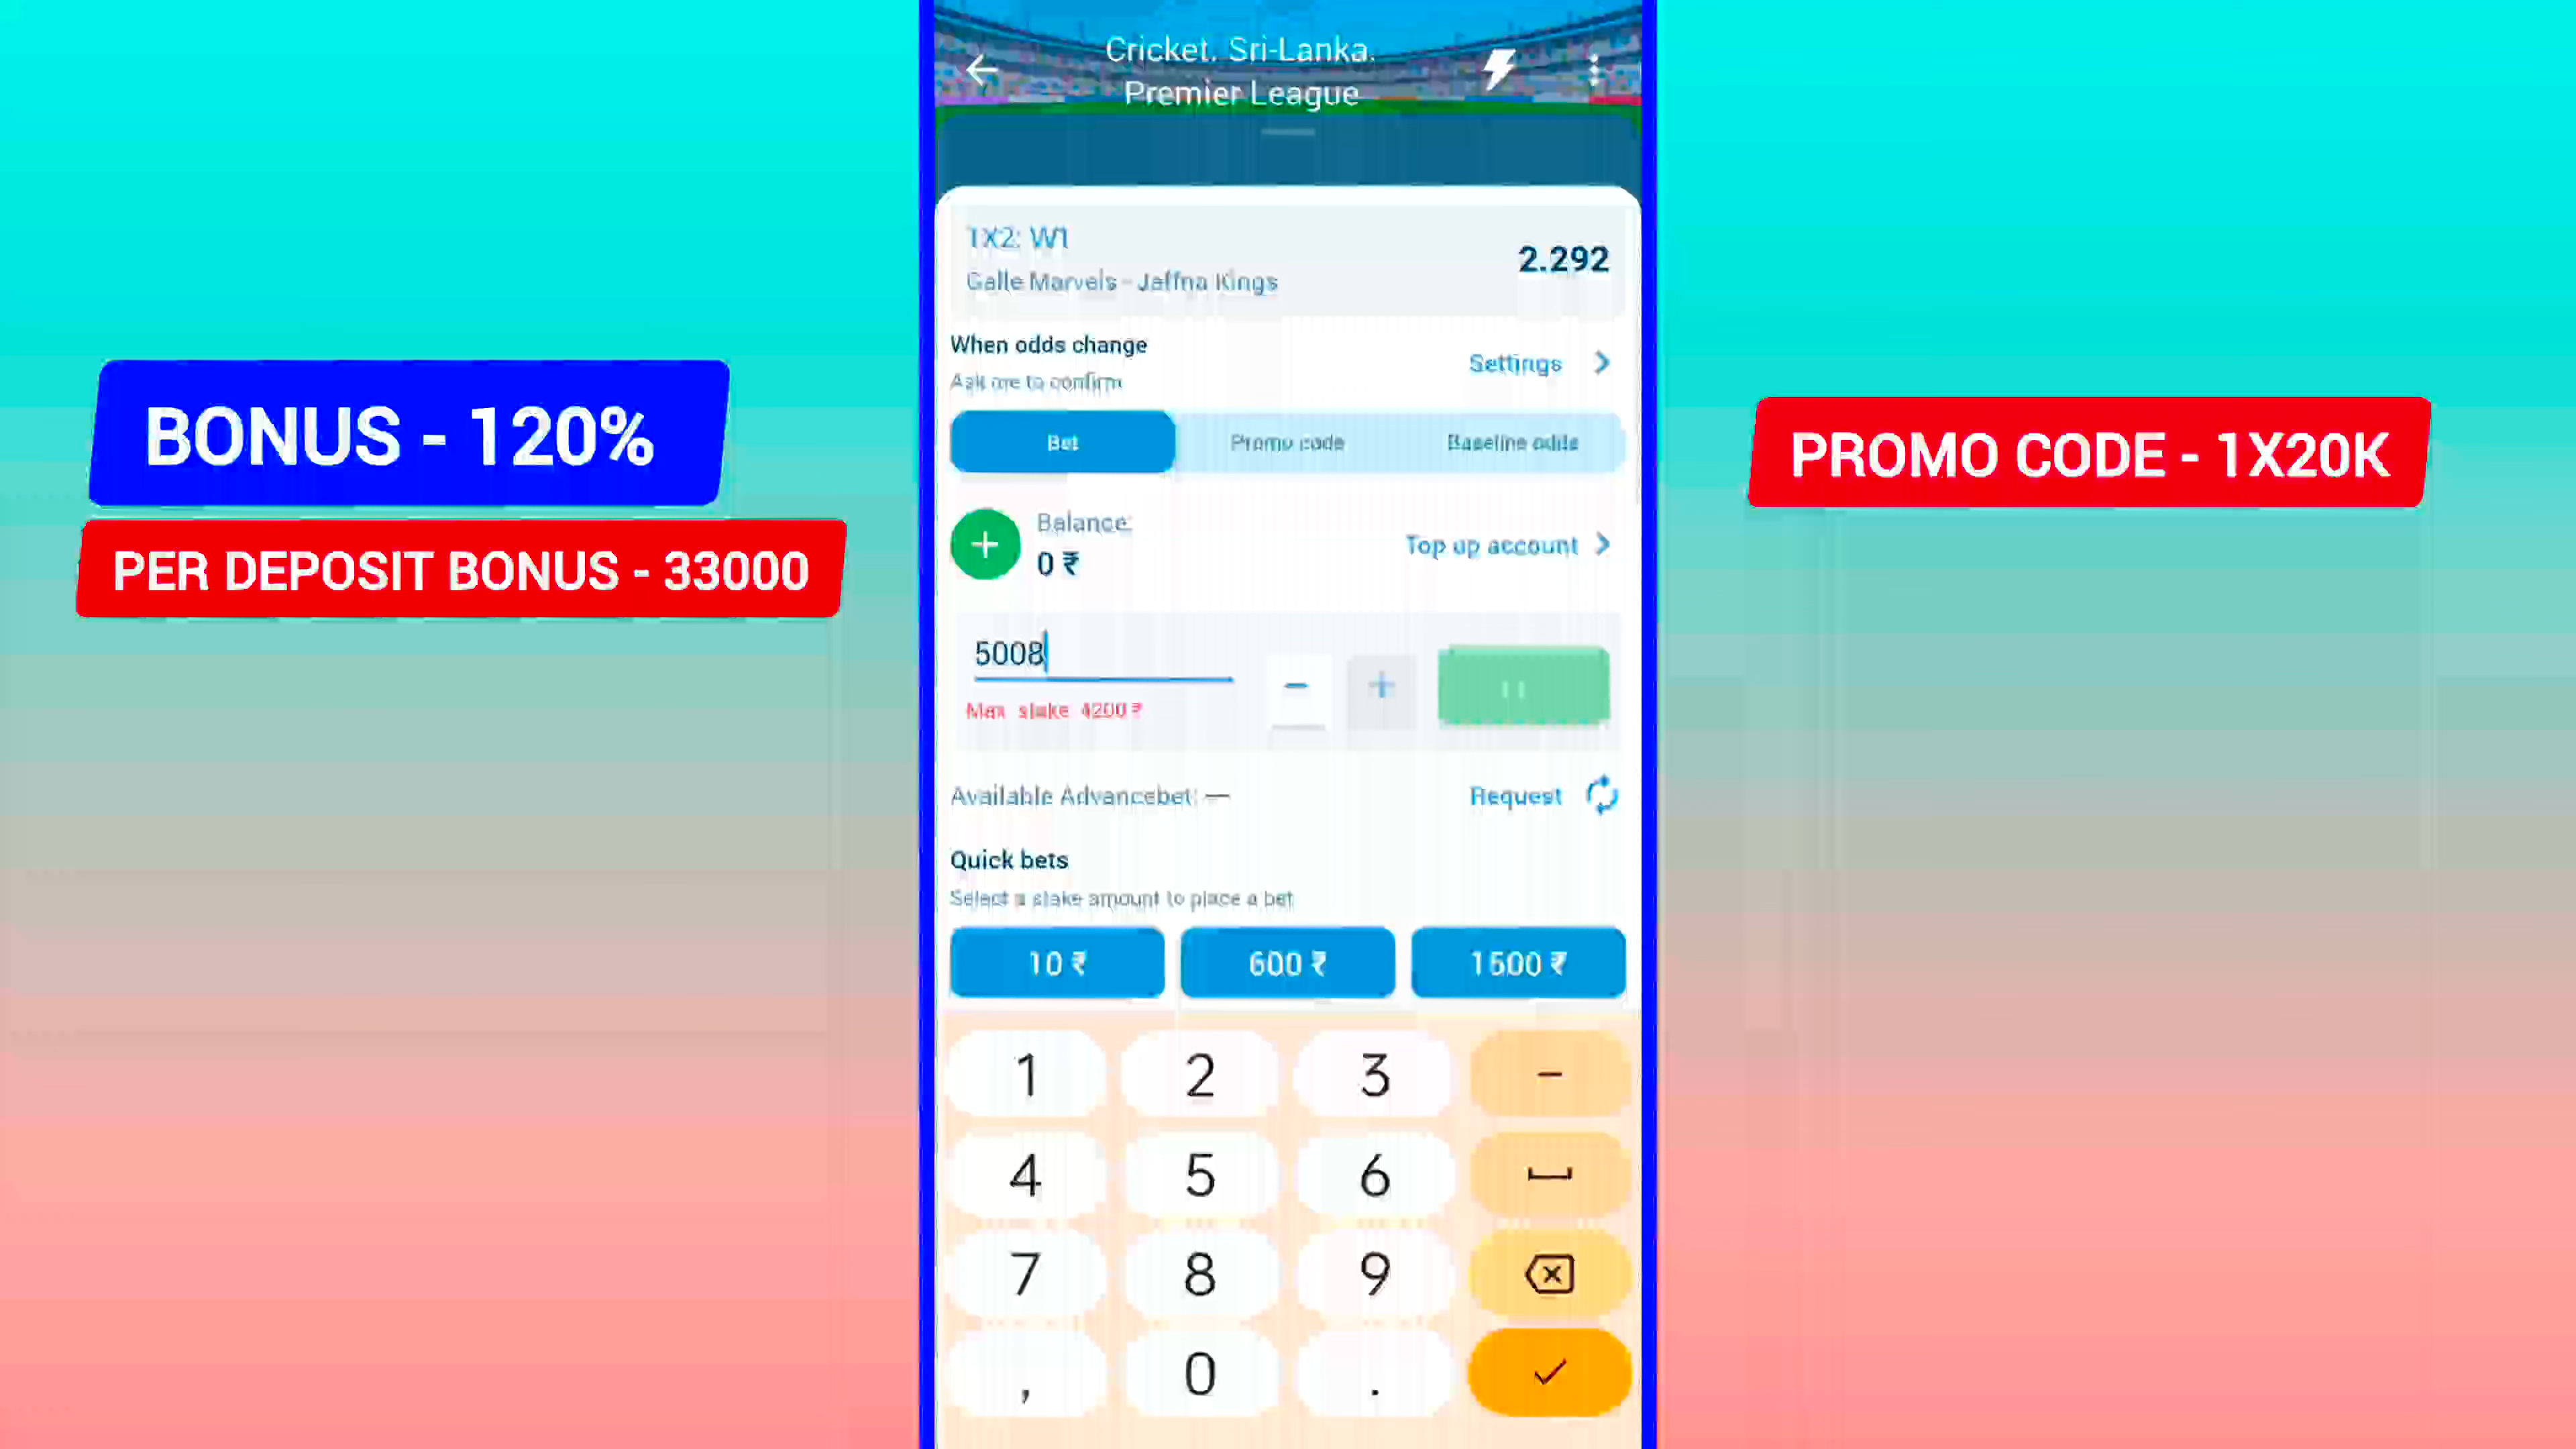 Cricket. Sri-Lanka.
Premier League
1X2: W1
2.292
Galle Marvels - Jaffna Kings
When odds change
Settings
Ask me to confirm
Bet
Promo code
Baseline odds
BONUS - 120%
PER DEPOSIT BONUS - 33000
PROMO CODE - 1X20K
Balance:
0 ₹
Top up account
5008
Max stake 4200 ₹
Available Advancebet: —
Request
Quick bets
Select a stake amount to place a bet
10 ₹
600 ₹
1500 ₹
1 2 3 -
4 5 6
7 8 9
, 0 .